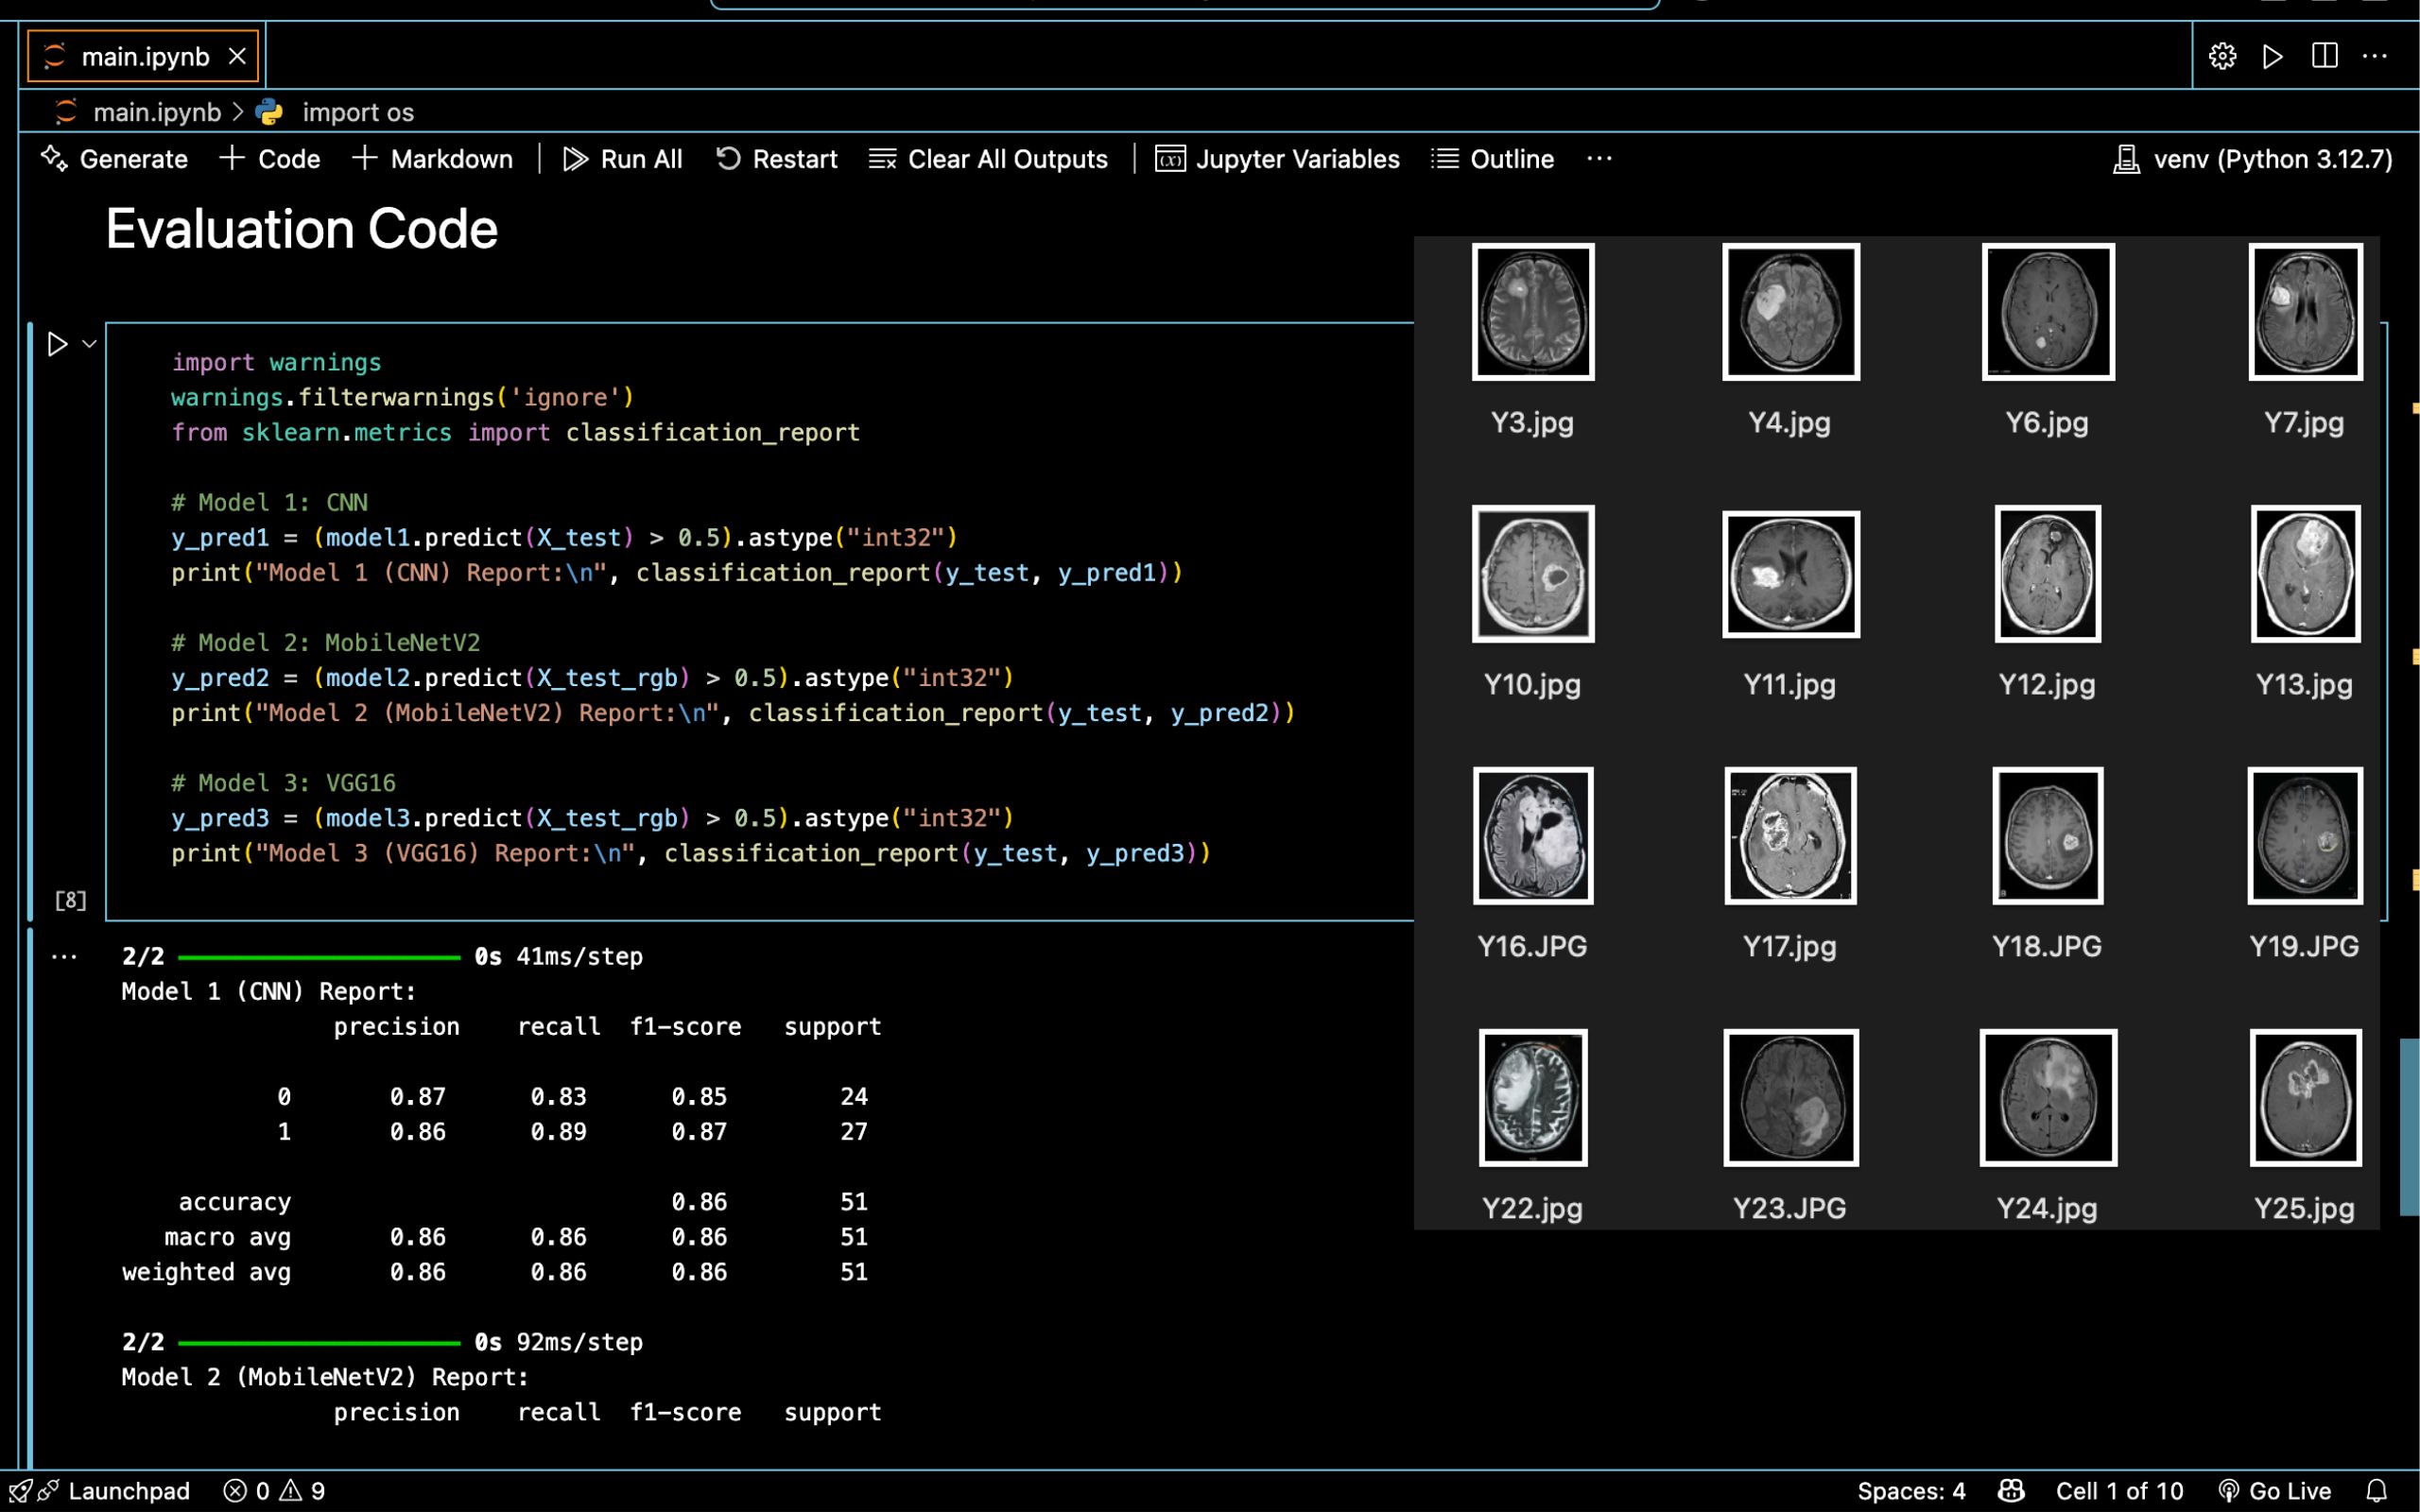 main.ipynb
main.ipynb > import os
Generate + Code + Markdown | Run All Restart Clear All Outputs | Jupyter Variables Outline ... venv (Python 3.12.7)
Evaluation Code
import warnings
warnings.filterwarnings('ignore')
from sklearn.metrics import classification_report
# Model 1: CNN
y_pred1 = (model1.predict(X_test) > 0.5).astype("int32")
print("Model 1 (CNN) Report:\n", classification_report(y_test, y_pred1))
# Model 2: MobileNetV2
y_pred2 = (model2.predict(X_test_rgb) > 0.5).astype("int32")
print("Model 2 (MobileNetV2) Report:\n", classification_report(y_test, y_pred2))
# Model 3: VGG16
y_pred3 = (model3.predict(X_test_rgb) > 0.5).astype("int32")
print("Model 3 (VGG16) Report:\n", classification_report(y_test, y_pred3))
[8]
Y3.jpg Y4.jpg Y6.jpg Y7.jpg
Y10.jpg Y11.jpg Y12.jpg Y13.jpg
Y16.JPG Y17.jpg Y18.JPG Y19.JPG
Y22.jpg Y23.JPG Y24.jpg Y25.jpg
... 2/2 0s 41ms/step
Model 1 (CNN) Report:
precision recall f1-score support
0 0.87 0.83 0.85 24
1 0.86 0.89 0.87 27
accuracy 0.86 51
macro avg 0.86 0.86 0.86 51
weighted avg 0.86 0.86 0.86 51
2/2 0s 92ms/step
Model 2 (MobileNetV2) Report:
precision recall f1-score support
Launchpad 0 9 Spaces: 4 Cell 1 of 10 Go Live